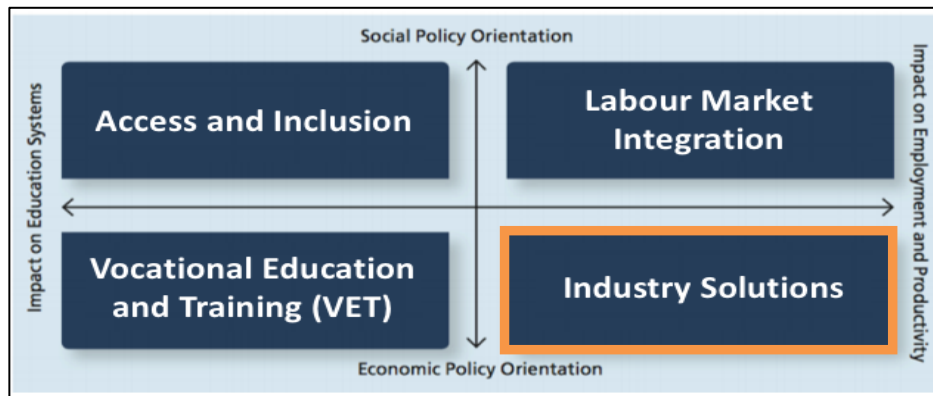 Social Policy Orientation
Impact on Education Systems
Access and Inclusion
Labour Market
Integration
Impact on Employment and Productivity
Vocational Education
and Training (VET)
Industry Solutions
Economic Policy Orientation